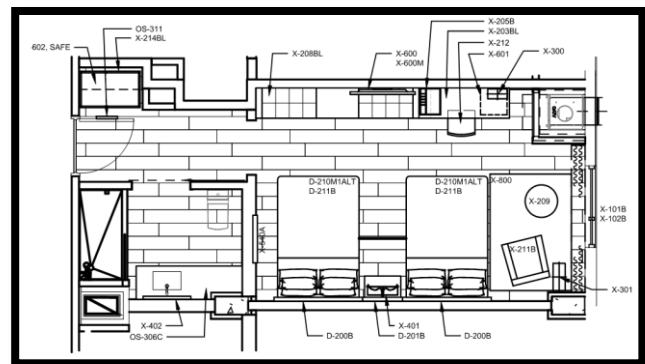 OS-311
X-214BL
602, SAFE
X-208BL
X-600
X-600M
X-205B
X-203BL
X-212
X-601
X-300
D-210M1ALT
D-211B
D-210M1ALT
D-211B
X-800
X-209
X-211B
X-101B
X-102B
X-540A
X-301
X-402
OS-306C
D-200B
X-401
D-201B
D-200B